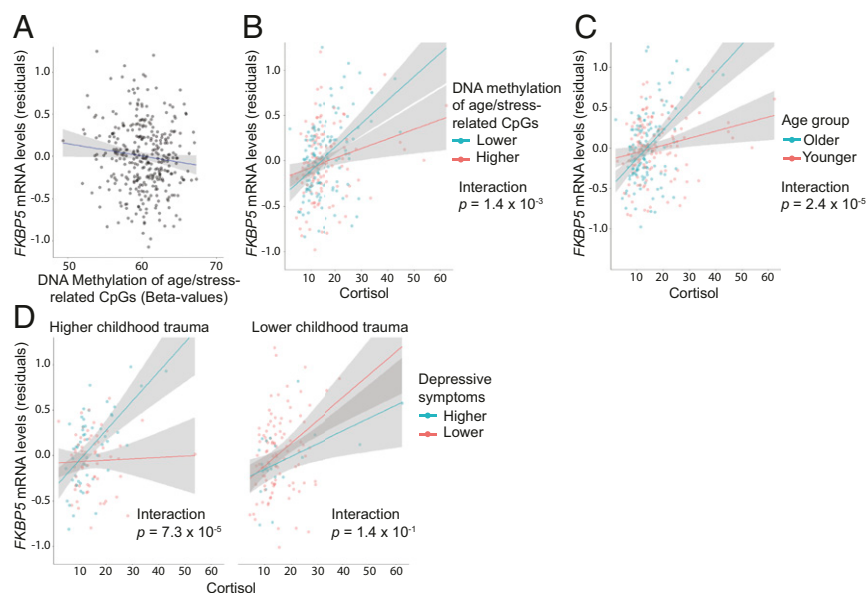 A
FKBP5 mRNA levels (residuals)
1.0
0.5
0.0
-0.5
-1.0
50
60
70
DNA Methylation of age/stress-
related CpGs (Beta-values)
B
FKBP5 mRNA levels (residuals)
1.0
0.5
0.0
-0.5
-1.0
10 20 30 40 50 60
Cortisol
DNA methylation
of age/stress-
related CpGs
Lower
Higher
Interaction
p = 1.4 x 10-3
C
FKBP5 mRNA levels (residuals)
1.0
0.5
0.0
-0.5
-1.0
10 20 30 40 50 60
Cortisol
Age group
Older
Younger
Interaction
p = 2.4 x 10-5
D
Higher childhood trauma
Lower childhood trauma
FKBP5 mRNA levels (residuals)
1.0
0.5
0.0
-0.5
-1.0
Interaction
p = 7.3 x 10-5
Interaction
p = 1.4 x 10-1
10 20 30 40 50 60
10 20 30 40 50 60
Cortisol
Depressive
symptoms
Higher
Lower